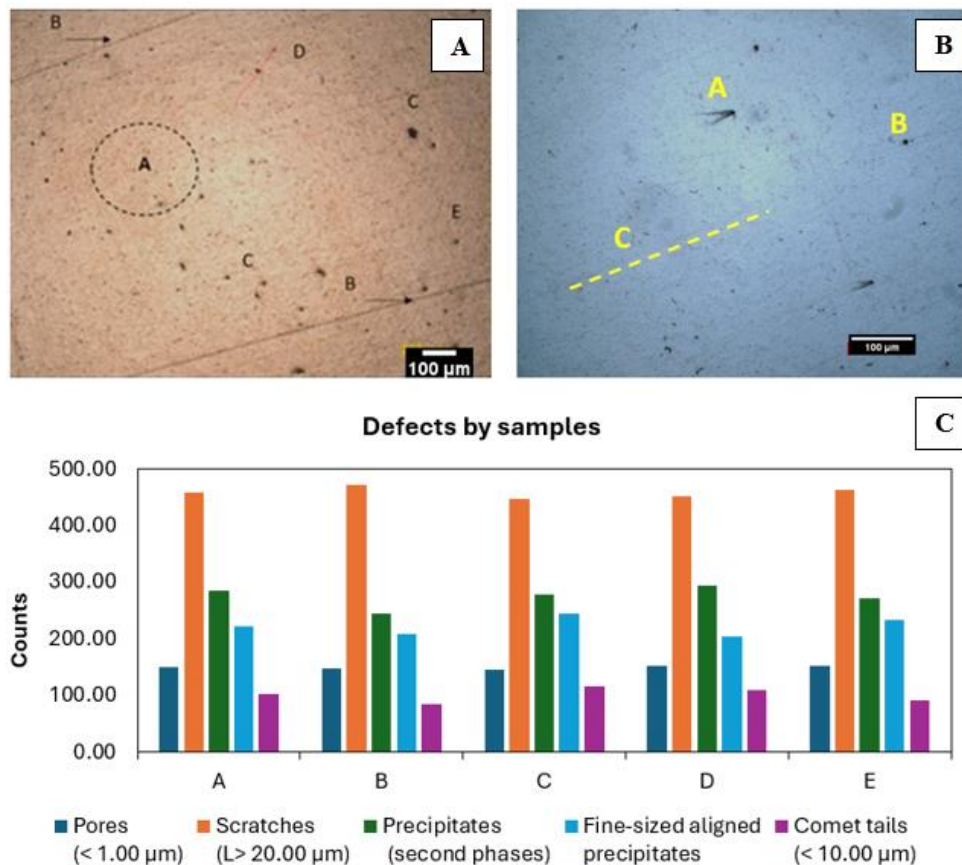 B
A
D
C
A
E
C
B
100 µm
B
A
B
C
100 µm
C
Defects by samples
500.00
400.00
300.00
200.00
100.00
0.00
Counts
A B C D E
Pores Scratches Precipitates Fine-sized aligned Comet tails
(< 1.00 µm) (L> 20.00 µm) (second phases) precipitates (< 10.00 µm)